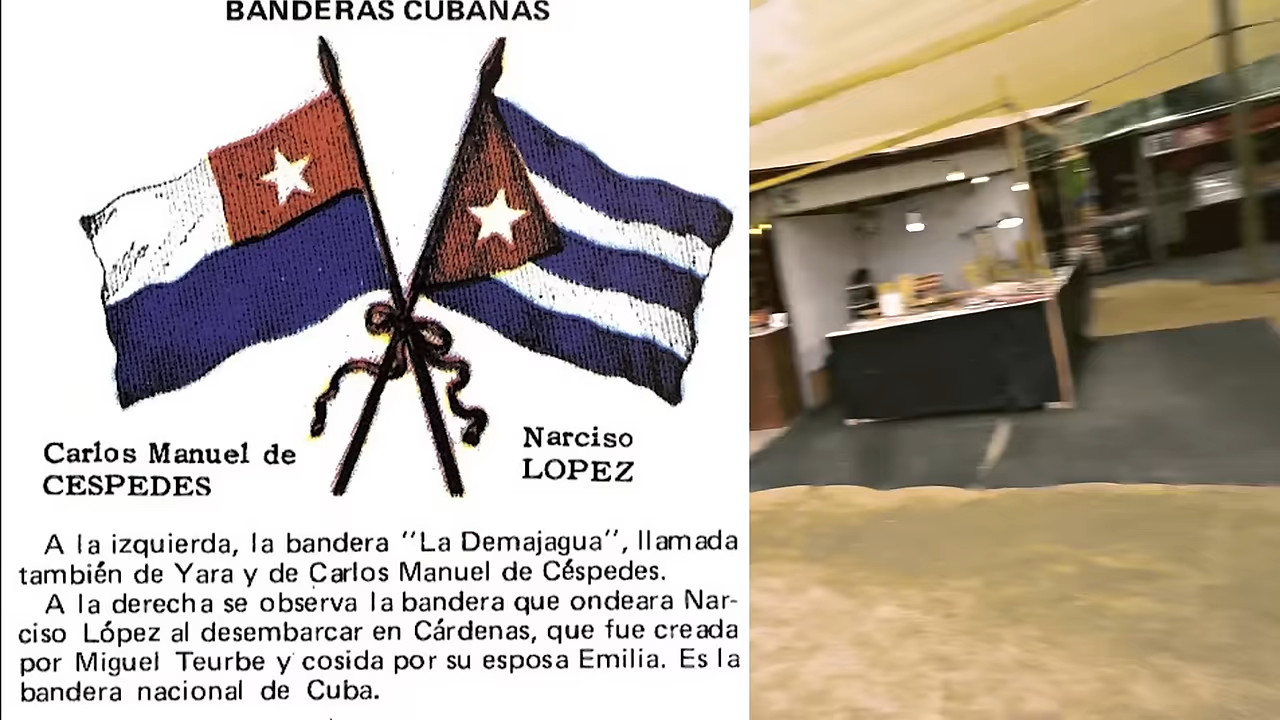 BANDERAS CUBANAS
Carlos Manuel de
CESPEDES
Narciso
LOPEZ
A la izquierda, la bandera “La Demajagua”, llamada
también de Yara y de Carlos Manuel de Céspedes.
A la derecha se observa la bandera que ondeara Nar-
ciso López al desembarcar en Cárdenas, que fue creada
por Miguel Teurbe y cosida por su esposa Emilia. Es la
bandera nacional de Cuba.